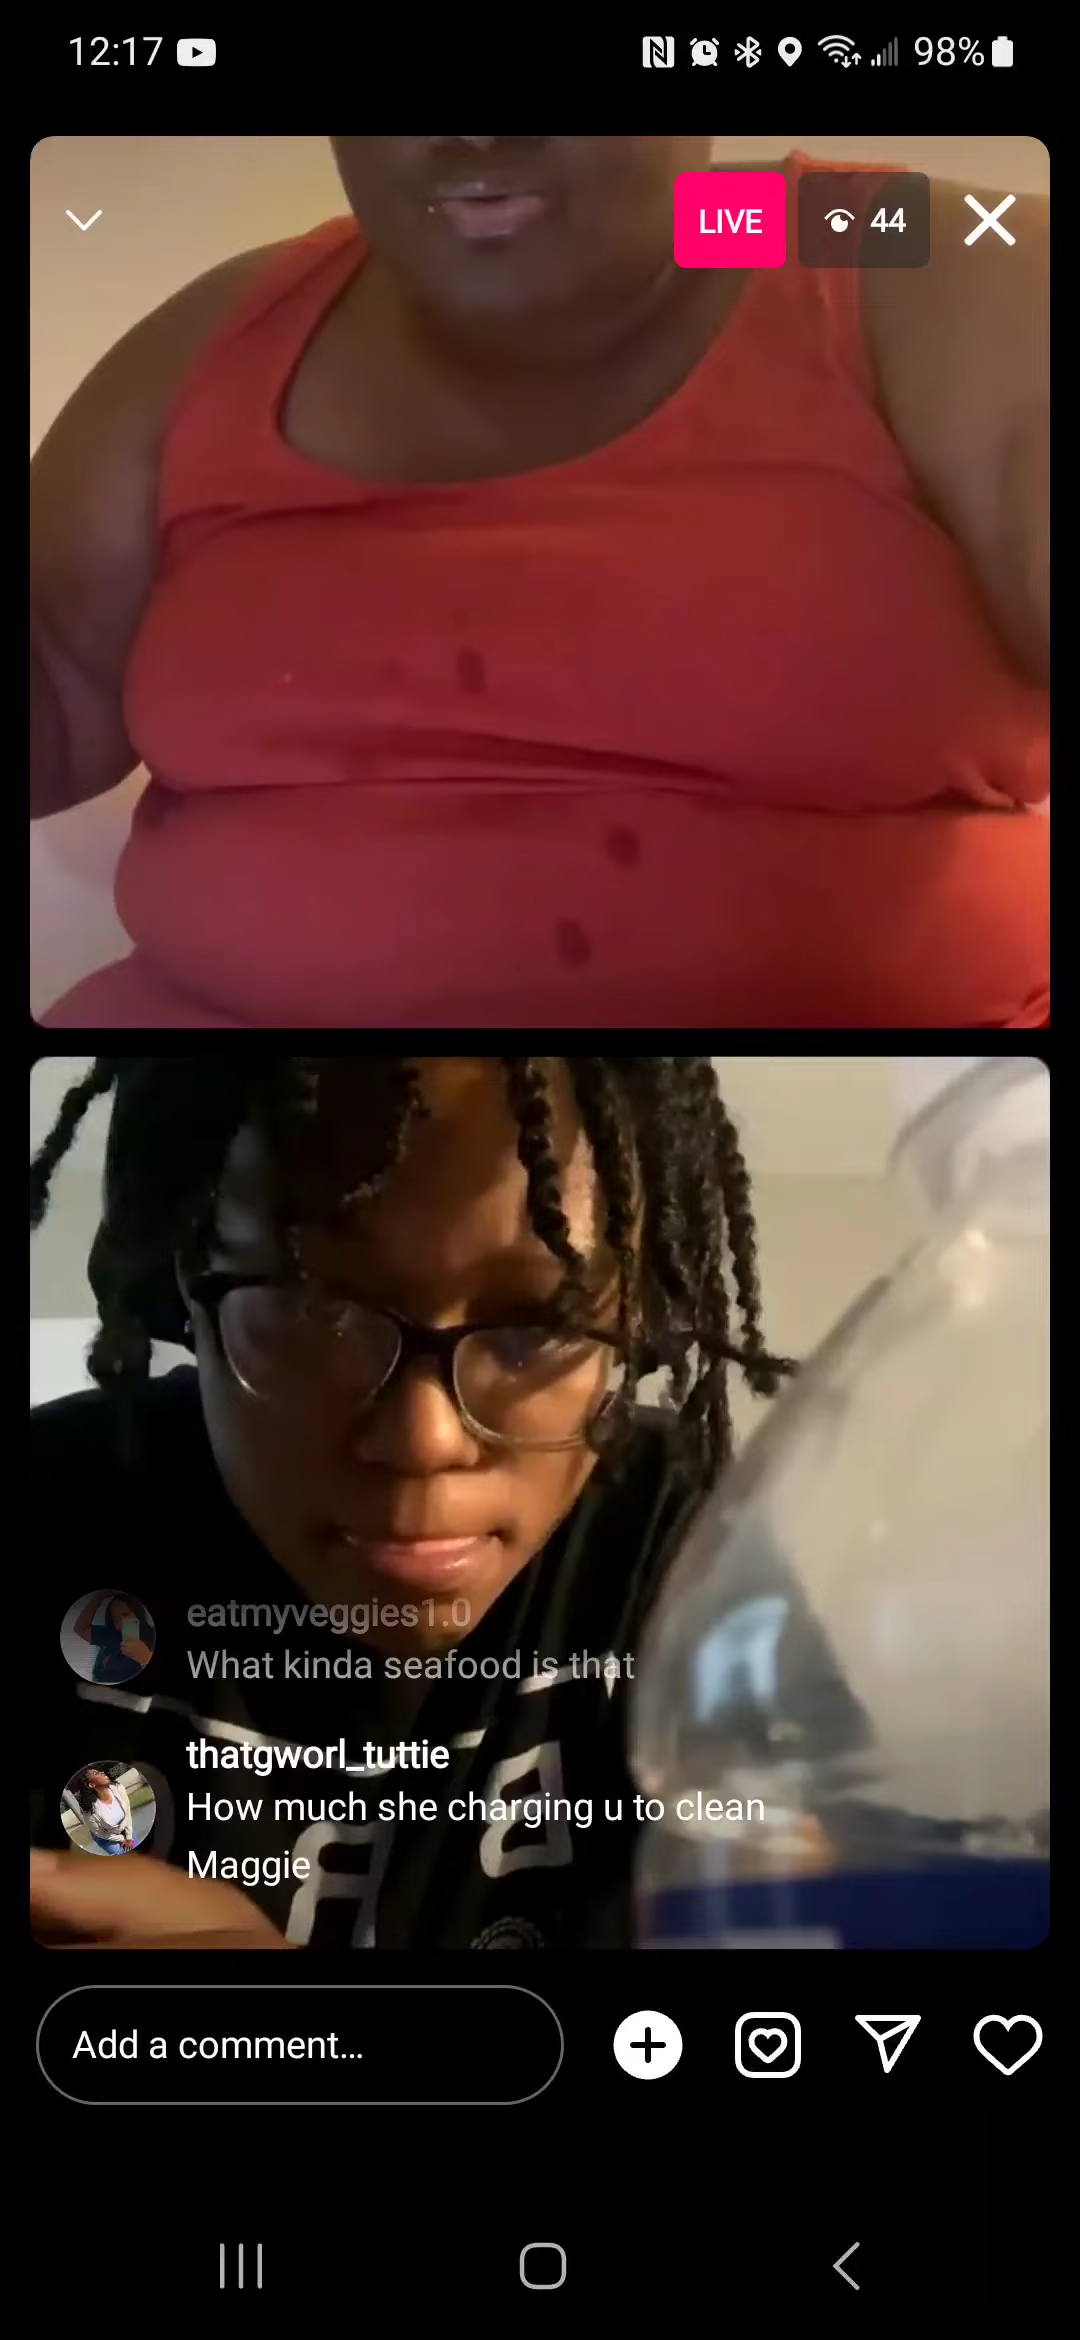 12:17
98%
LIVE
44
eatmyveggies1.0
What kinda seafood is that
thatgworl_tuttie
How much she charging u to clean
Maggie
Add a comment...